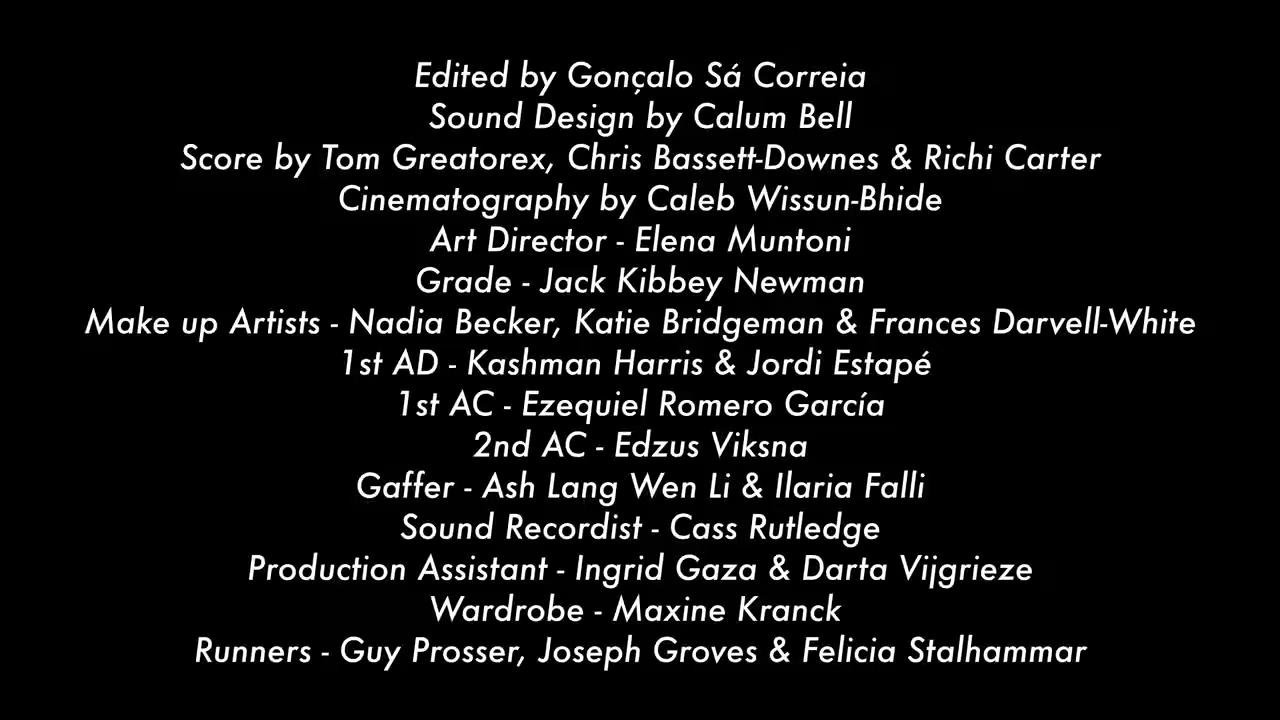 Edited by Gonçalo Sá Correia
Sound Design by Calum Bell
Score by Tom Greatorex, Chris Bassett-Downes & Richi Carter
Cinematography by Caleb Wissun-Bhide
Art Director - Elena Muntoni
Grade - Jack Kibbey Newman
Make up Artists - Nadia Becker, Katie Bridgeman & Frances Darvell-White
1st AD - Kashman Harris & Jordi Estapé
1st AC - Ezequiel Romero García
2nd AC - Edzus Viksna
Gaffer - Ash Lang Wen Li & Ilaria Falli
Sound Recordist - Cass Rutledge
Production Assistant - Ingrid Gaza & Darta Vijgrieze
Wardrobe - Maxine Kranck
Runners - Guy Prosser, Joseph Groves & Felicia Stalhammar